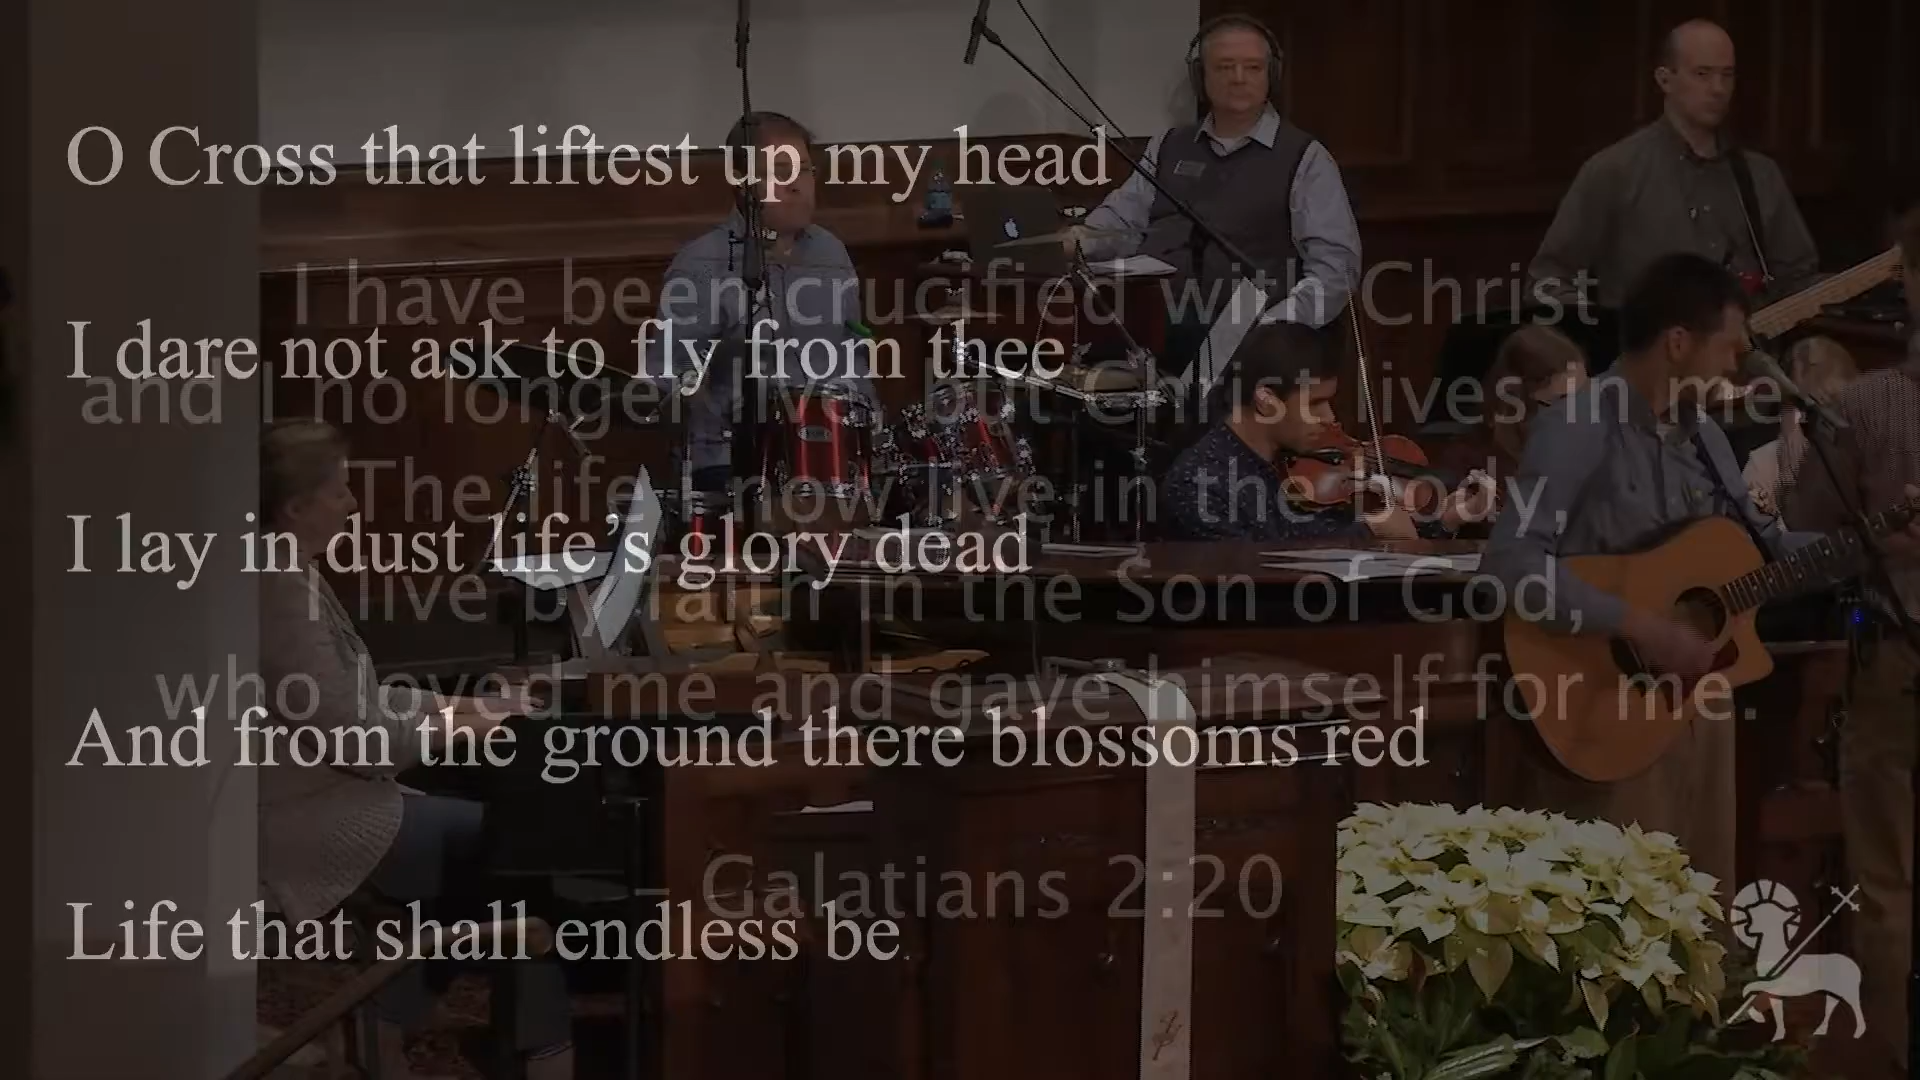 O Cross that liftest up my head
I dare not ask to fly from thee
I lay in dust life's glory dead
And from the ground there blossoms red
Life that shall endless be
I have been crucified with Christ
and I no longer live, but Christ lives in me.
The life I now live in the body,
I live by faith in the Son of God,
who loved me and gave himself for me.
– Galatians 2:20